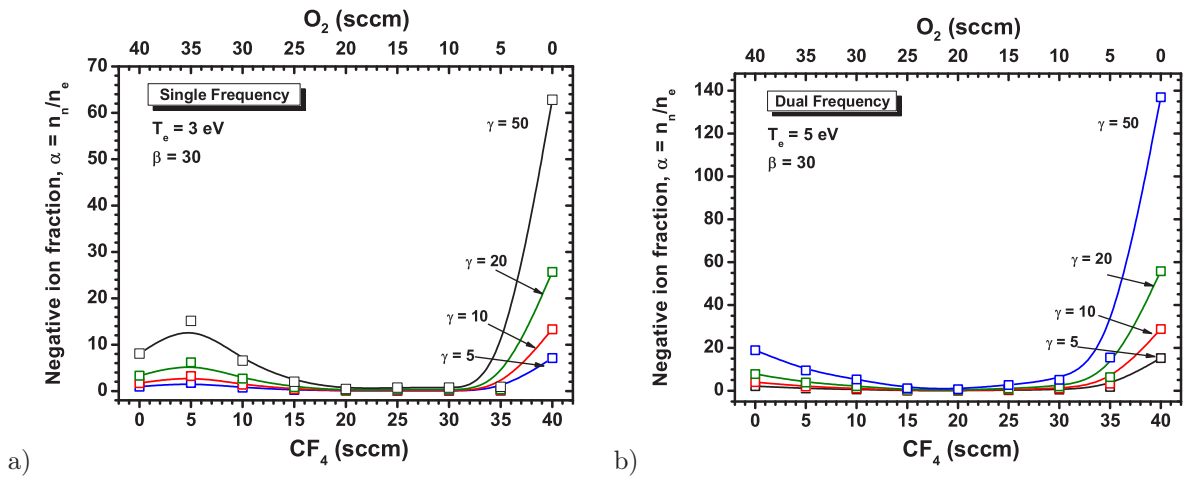 O2 (sccm)
40 35 30 25 20 15 10 5 0
70
60
50
40
30
20
10
0
Negative ion fraction, α = nn/ne
Single Frequency
Te = 3 eV
β = 30
γ = 50
γ = 20
γ = 10
γ = 5
0 5 10 15 20 25 30 35 40
CF4 (sccm)
a)
O2 (sccm)
40 35 30 25 20 15 10 5 0
140
120
100
80
60
40
20
0
Negative ion fraction, α = nn/ne
Dual Frequency
Te = 5 eV
β = 30
γ = 50
γ = 20
γ = 10
γ = 5
0 5 10 15 20 25 30 35 40
CF4 (sccm)
b)